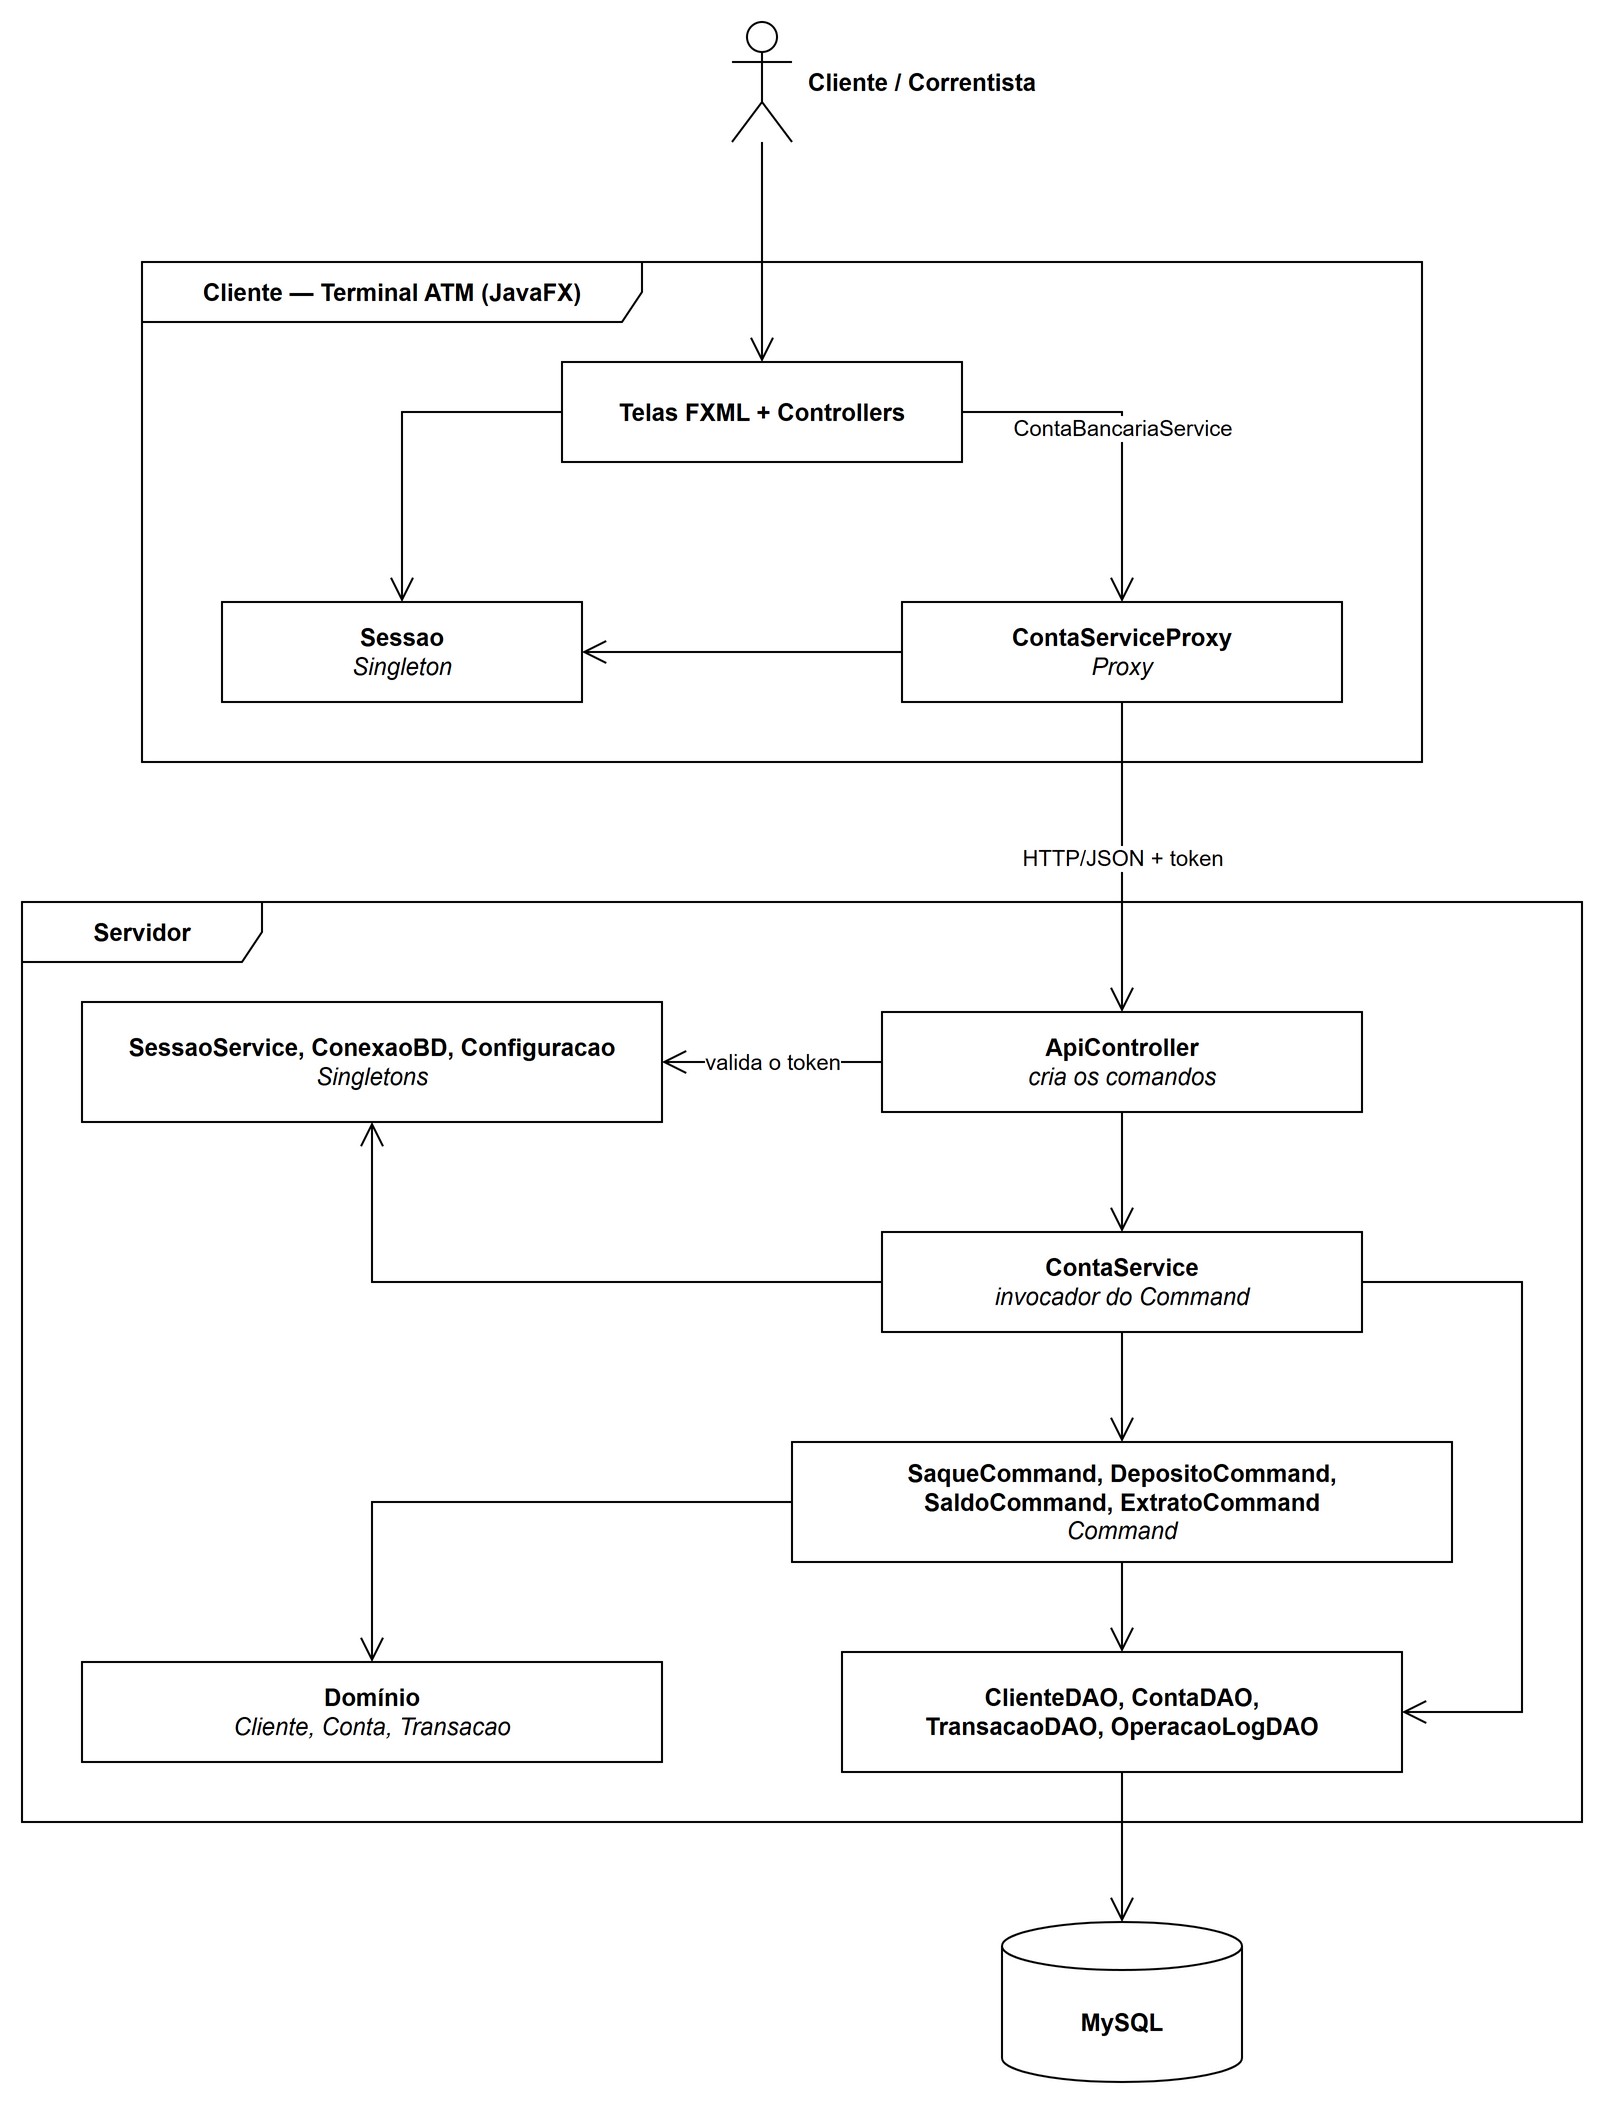 Cliente / Correntista
Cliente — Terminal ATM (JavaFX)
Telas FXML + Controllers
ContaBancariaService
Sessao
Singleton
ContaServiceProxy
Proxy
HTTP/JSON + token
Servidor
SessaoService, ConexaoBD, Configuracao
Singletons
valida o token
ApiController
cria os comandos
ContaService
invocador do Command
SaqueCommand, DepositoCommand,
SaldoCommand, ExtratoCommand
Command
Domínio
Cliente, Conta, Transacao
ClienteDAO, ContaDAO,
TransacaoDAO, OperacaoLogDAO
MySQL